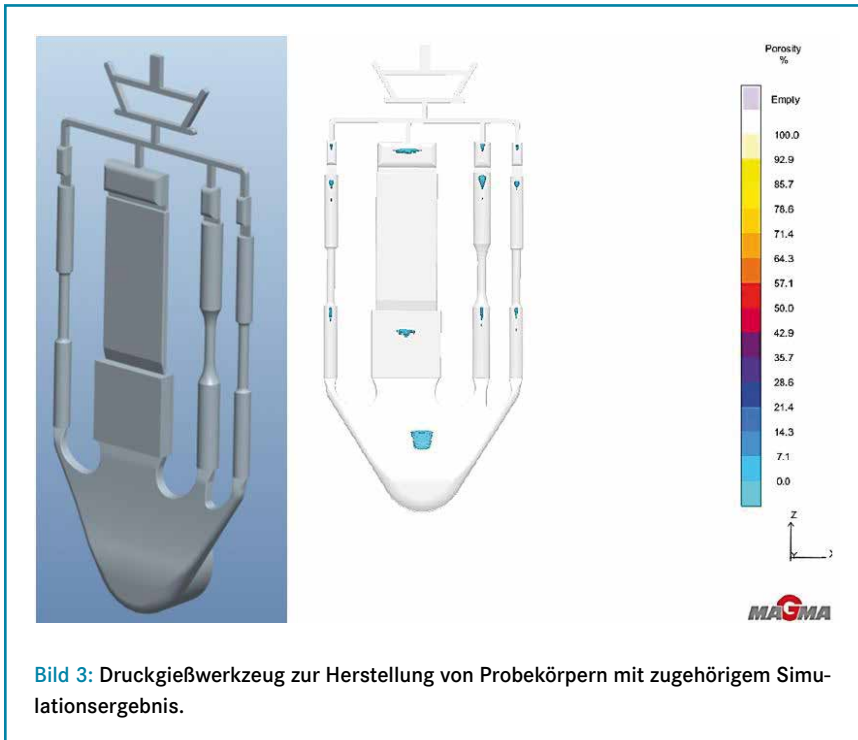 Porosity
%
Empty
100.0
92.9
85.7
78.6
71.4
64.3
57.1
50.0
42.9
35.7
28.6
21.4
14.3
7.1
0.0
Z
X
MAGMA
Bild 3: Druckgießwerkzeug zur Herstellung von Probekörpern mit zugehörigem Simu-
lationsergebnis.